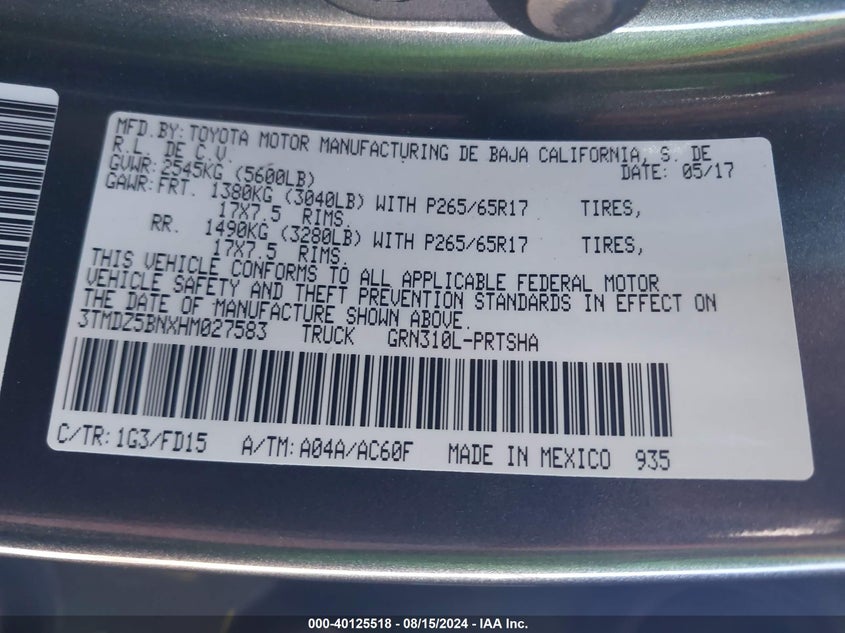 MFD.BY:TOYOTA MOTOR MANUFACTURING DE BAJA CALIFORNIA, S. DE
R.L. DE C.V. DATE: 05/17
GVWR:2545KG (5600LB)
GAWR:FRT. 1380KG (3040LB) WITH P265/65R17 TIRES,
17X7.5 RIMS.
RR. 1490KG (3280LB) WITH P265/65R17 TIRES,
17X7.5 RIMS.
THIS VEHICLE CONFORMS TO ALL APPLICABLE FEDERAL MOTOR
VEHICLE SAFETY AND THEFT PREVENTION STANDARDS IN EFFECT ON
THE DATE OF MANUFACTURE SHOWN ABOVE.
3TMDZ5BNXHM027583 TRUCK GRN310L-PRTSHA
C/TR:1G3/FD15 A/TM:A04A/AC60F MADE IN MEXICO 935
000-40125518 - 08/15/2024 - IAA Inc.